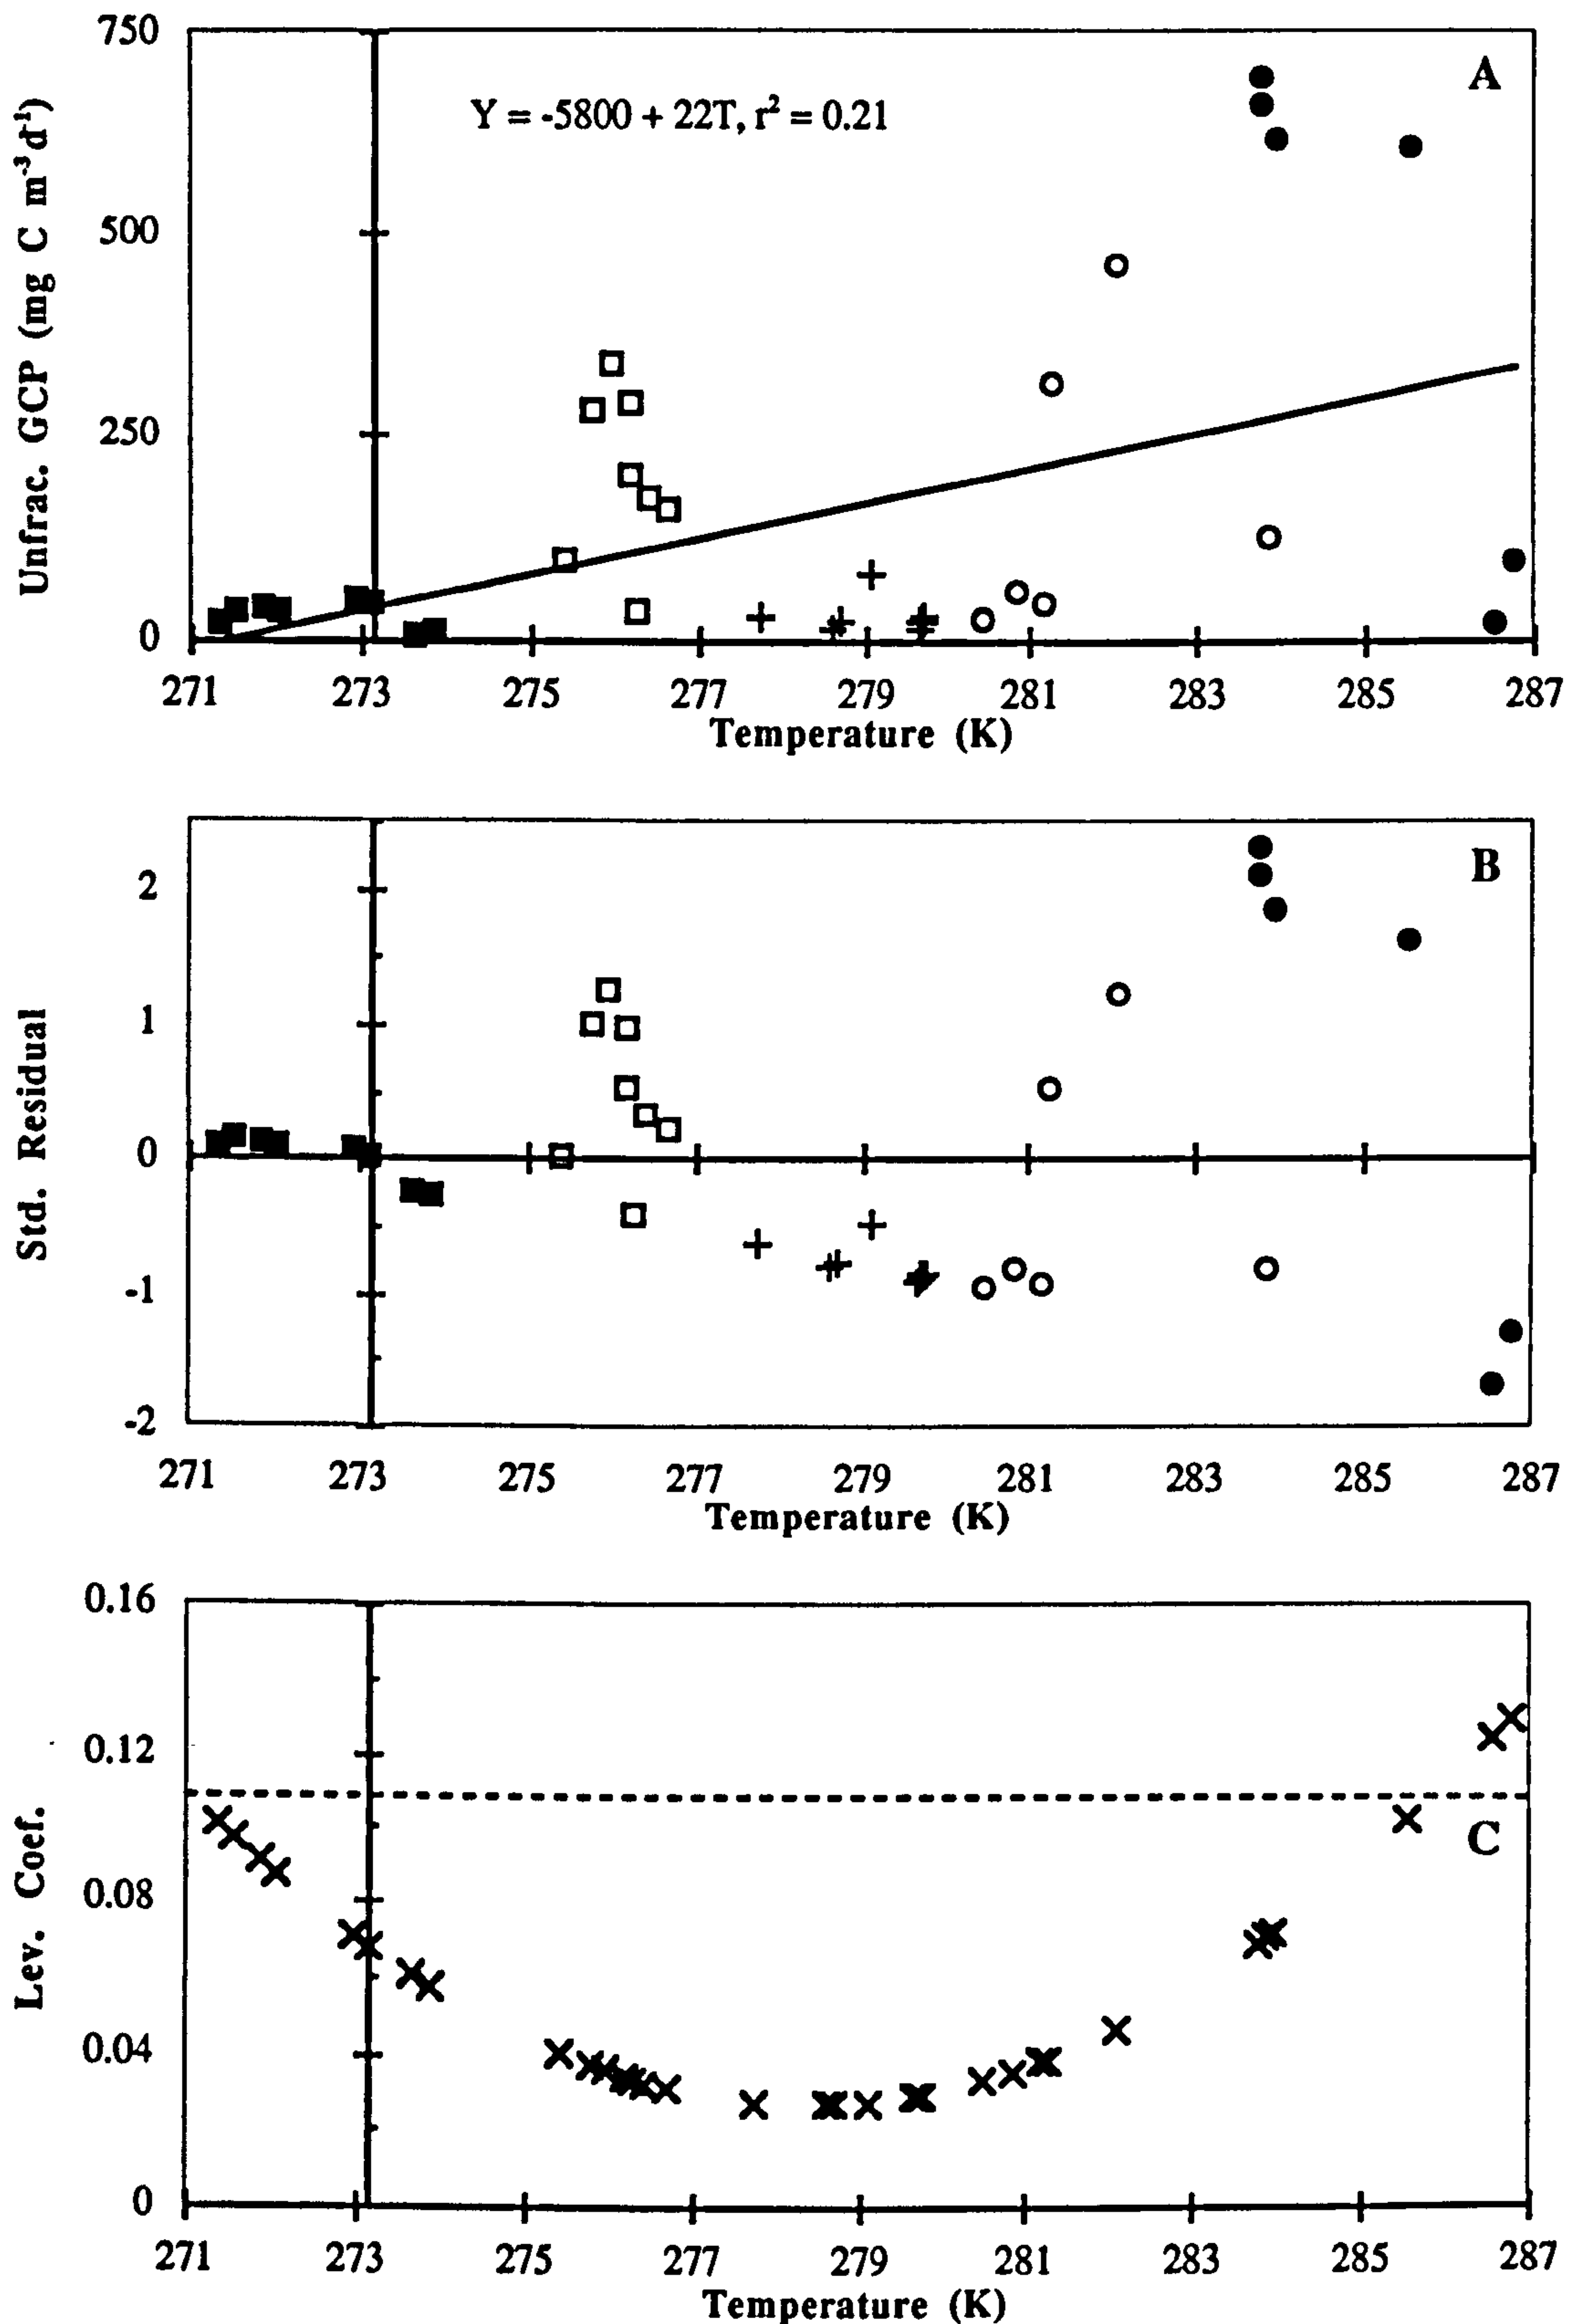 750
A
Y = -5800 + 22T, r² = 0.21
Unfrac. GCP (mg C m⁻³d⁻¹)
500
250
0
271 273 275 277 279 281 283 285 287
Temperature (K)
B
2
1
Std. Residual
0
-1
-2
271 273 275 277 279 281 283 285 287
Temperature (K)
0.16
0.12
C
Lev. Coef.
0.08
0.04
0
271 273 275 277 279 281 283 285 287
Temperature (K)